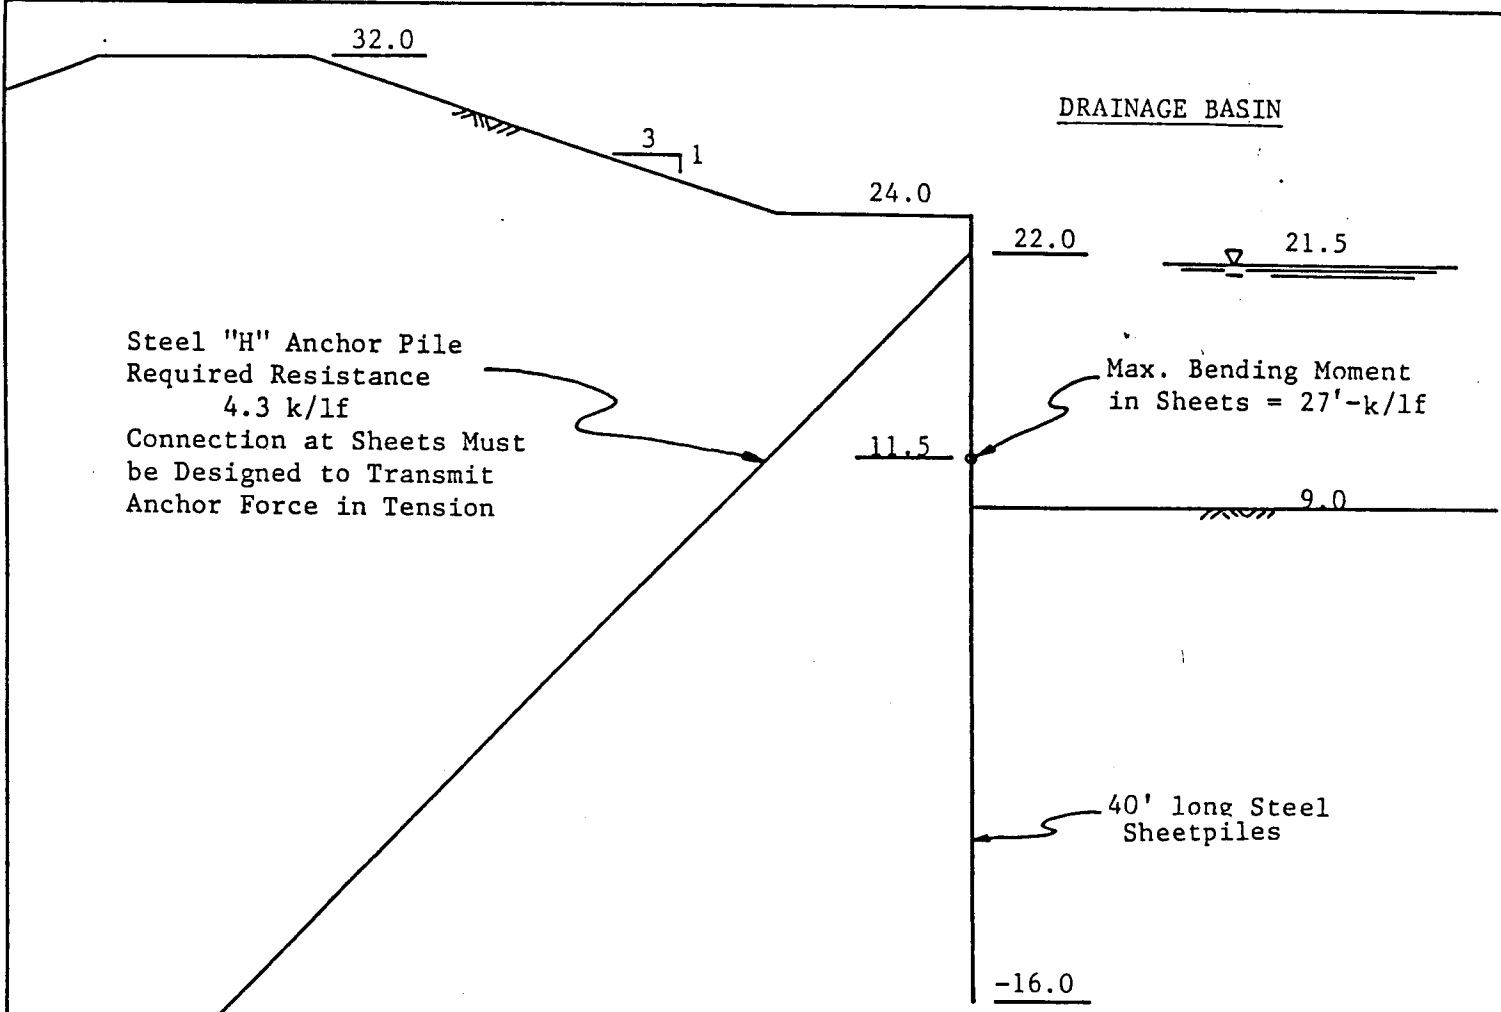 32.0
DRAINAGE BASIN
3
1
24.0
22.0
21.5
Steel "H" Anchor Pile
Required Resistance
4.3 k/lf
Connection at Sheets Must
be Designed to Transmit
Anchor Force in Tension
Max. Bending Moment
in Sheets = 27'-k/lf
11.5
9.0
40' long Steel
Sheetpiles
-16.0